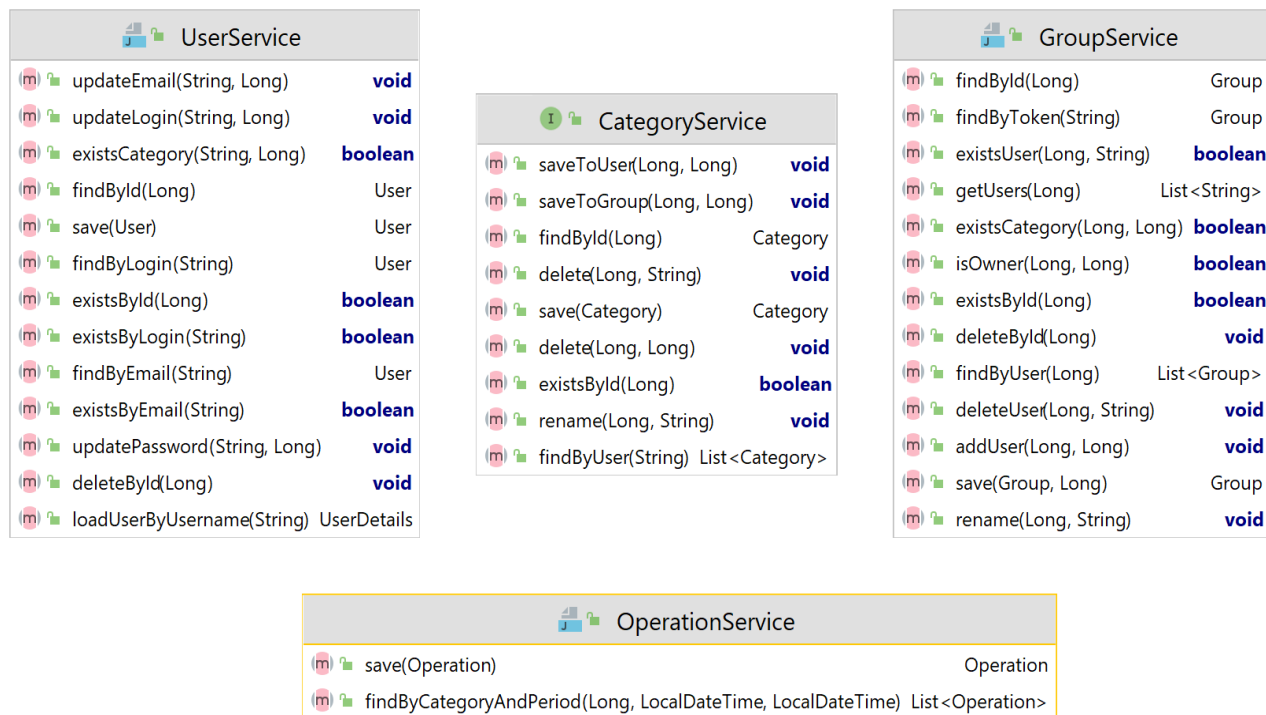 UserService
updateEmail(String, Long) void
updateLogin(String, Long) void
existsCategory(String, Long) boolean
findById(Long) User
save(User) User
findByLogin(String) User
existsById(Long) boolean
existsByLogin(String) boolean
findByEmail(String) User
existsByEmail(String) boolean
updatePassword(String, Long) void
deleteById(Long) void
loadUserByUsername(String) UserDetails
CategoryService
saveToUser(Long, Long) void
saveToGroup(Long, Long) void
findById(Long) Category
delete(Long, String) void
save(Category) Category
delete(Long, Long) void
existsById(Long) boolean
rename(Long, String) void
findByUser(String) List<Category>
GroupService
findById(Long) Group
findByToken(String) Group
existsUser(Long, String) boolean
getUsers(Long) List<String>
existsCategory(Long, Long) boolean
isOwner(Long, Long) boolean
existsById(Long) boolean
deleteById(Long) void
findByUser(Long) List<Group>
deleteUser(Long, String) void
addUser(Long, Long) void
save(Group, Long) Group
rename(Long, String) void
OperationService
save(Operation) Operation
findByCategoryAndPeriod(Long, LocalDateTime, LocalDateTime) List<Operation>